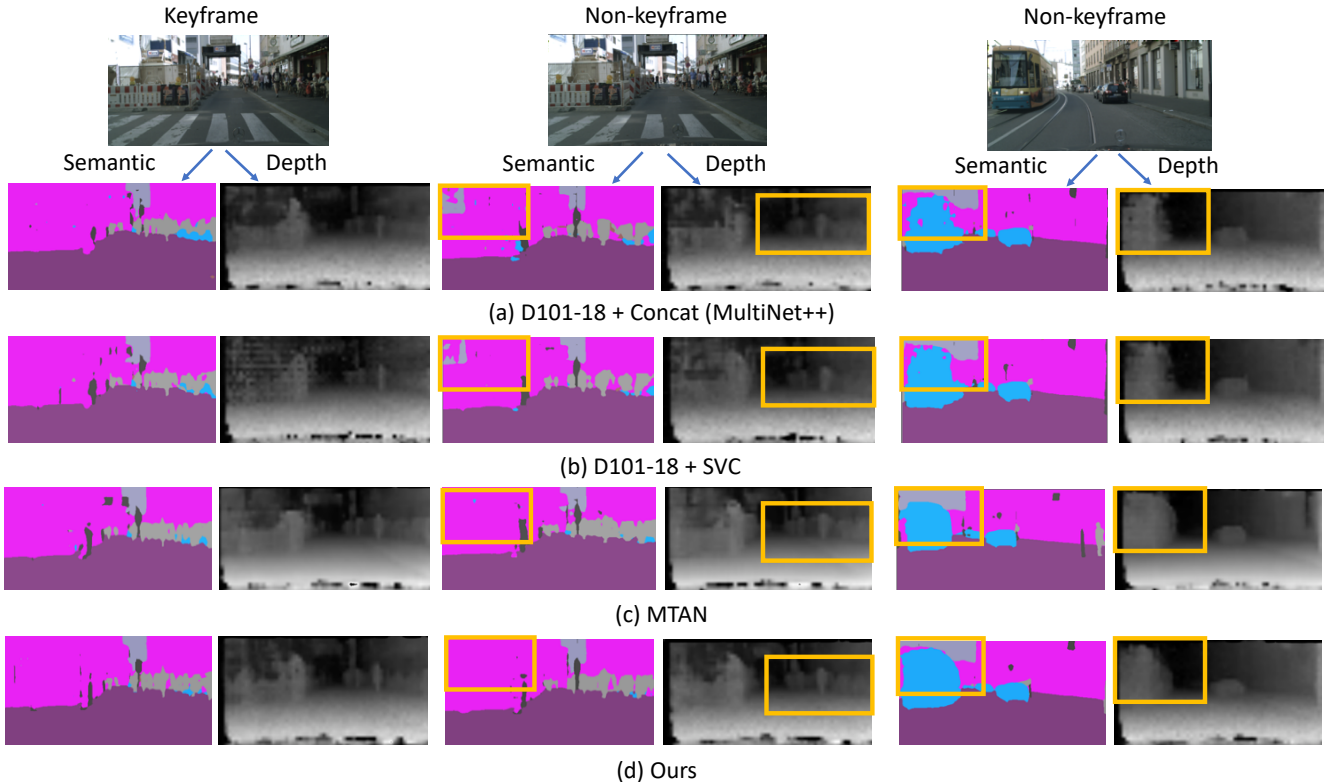 Keyframe
Non-keyframe
Non-keyframe
Semantic
Depth
Semantic
Depth
Semantic
Depth
(a) D101-18 + Concat (MultiNet++)
(b) D101-18 + SVC
(c) MTAN
(d) Ours